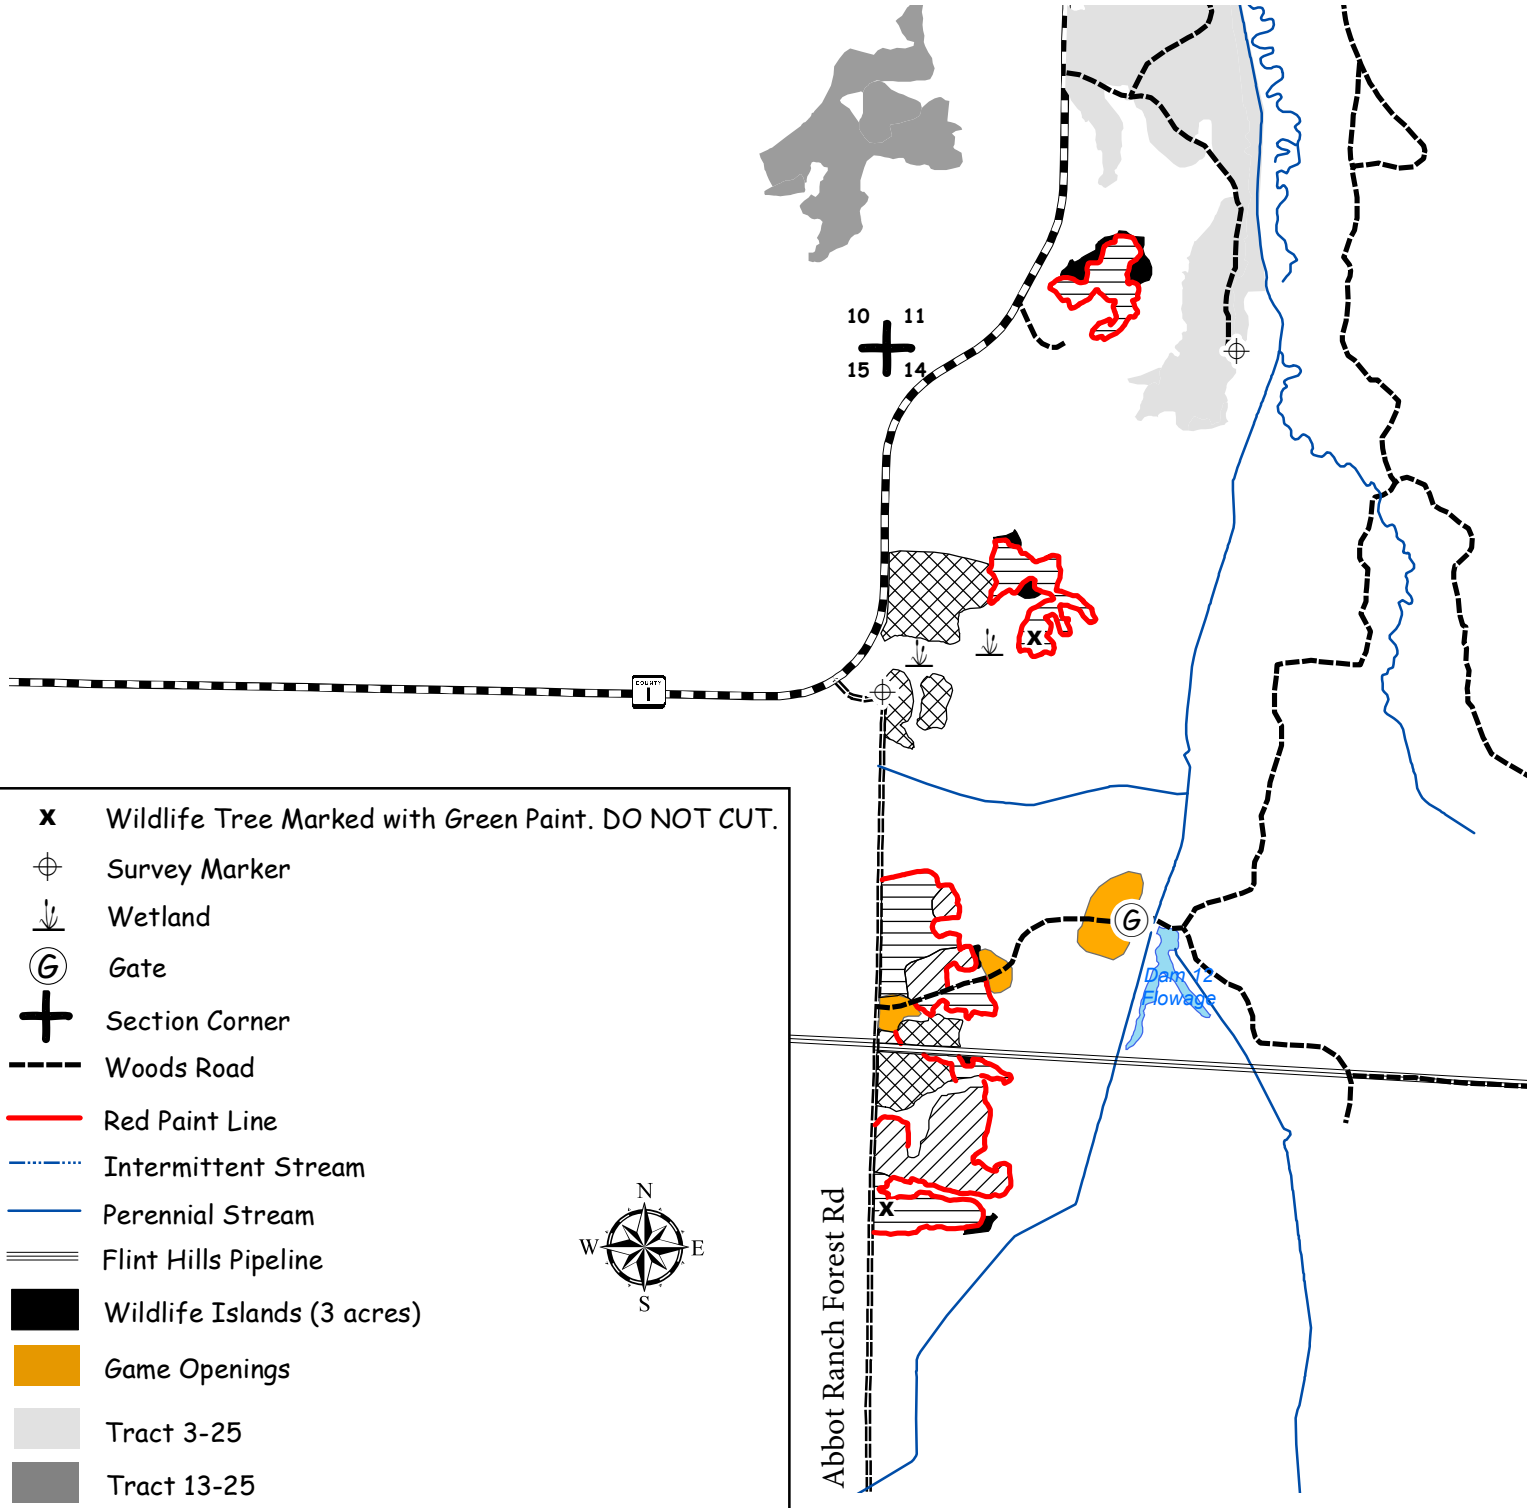 10 11
15 14
COUNTY
I
G
x
x
Dam 12
Flowage
Abbot Ranch Forest Rd
x Wildlife Tree Marked with Green Paint. DO NOT CUT.
Survey Marker
Wetland
G Gate
Section Corner
Woods Road
Red Paint Line
Intermittent Stream
Perennial Stream
Flint Hills Pipeline
Wildlife Islands (3 acres)
Game Openings
Tract 3-25
Tract 13-25
N
W E
S